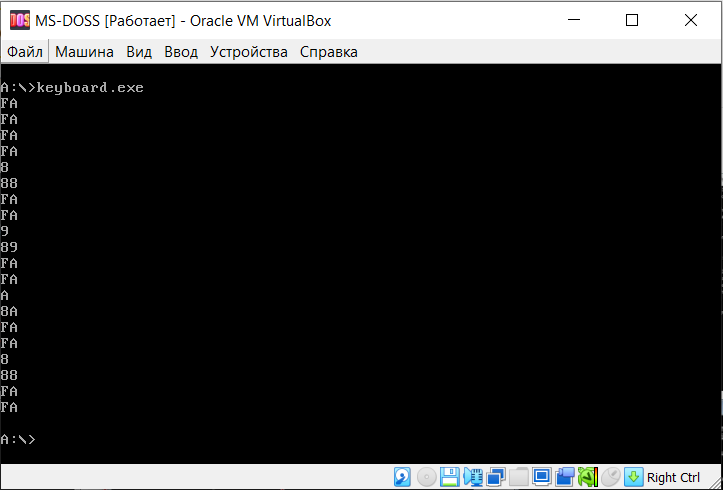 DOS MS-DOSS [Работает] - Oracle VM VirtualBox
Файл Машина Вид Ввод Устройства Справка
A:\>keyboard.exe
FA
FA
FA
FA
8
88
FA
FA
9
89
FA
FA
A
8A
FA
FA
8
88
FA
FA
A:\>
Right Ctrl